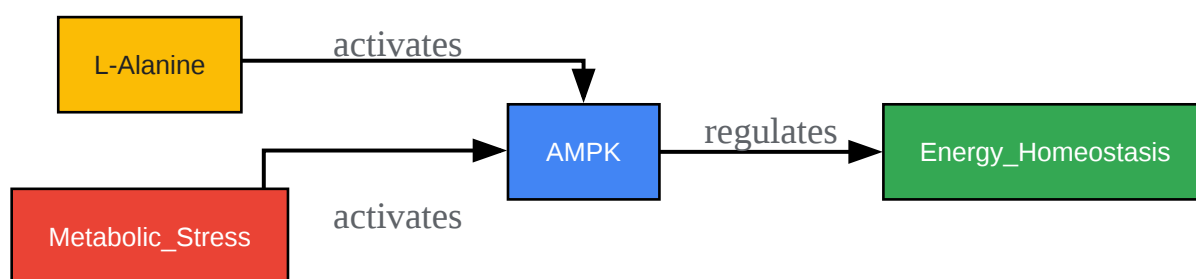 L-Alanine
activates
AMPK
regulates
Energy_Homeostasis
Metabolic_Stress
activates